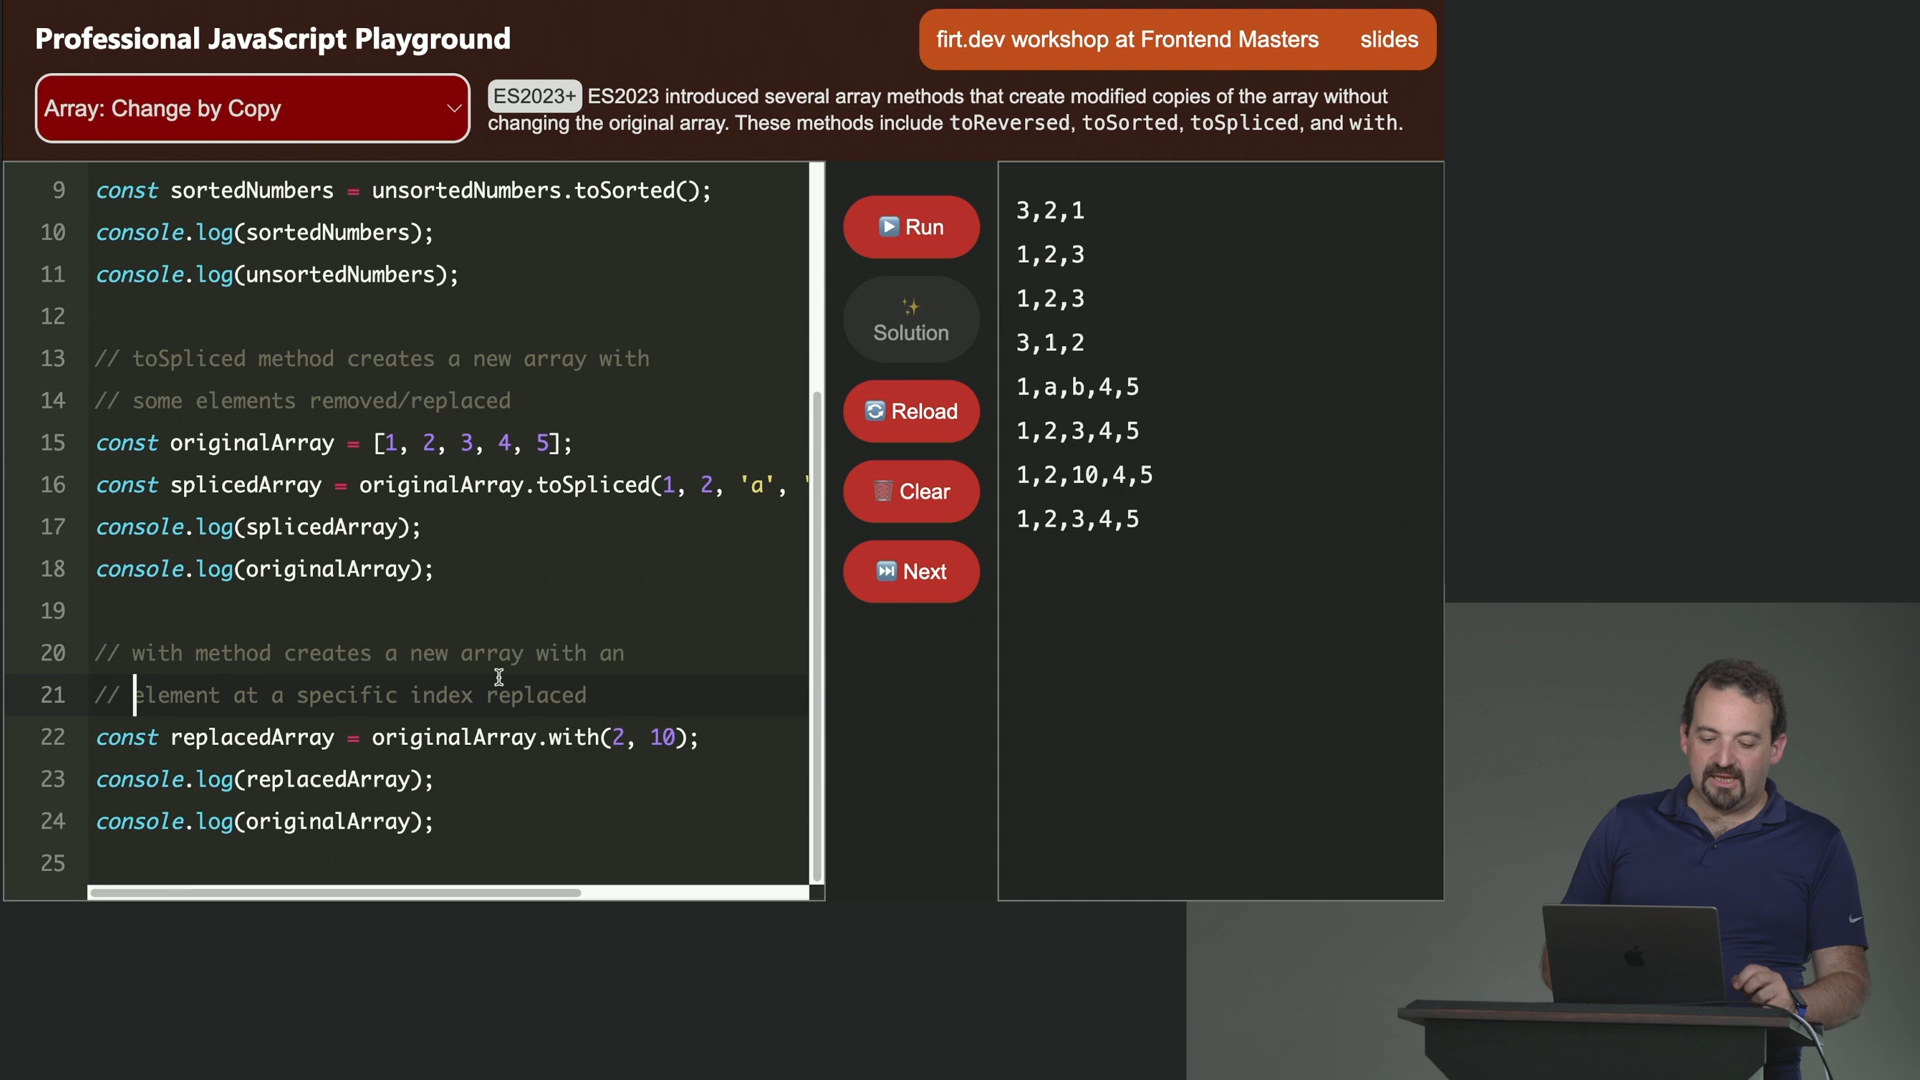 Professional JavaScript Playground
firt.dev workshop at Frontend Masters slides
Array: Change by Copy
ES2023+ ES2023 introduced several array methods that create modified copies of the array without
changing the original array. These methods include toReversed, toSorted, toSpliced, and with.
9 const sortedNumbers = unsortedNumbers.toSorted();
10 console.log(sortedNumbers);
11 console.log(unsortedNumbers);
12
13 // toSpliced method creates a new array with
14 // some elements removed/replaced
15 const originalArray = [1, 2, 3, 4, 5];
16 const splicedArray = originalArray.toSpliced(1, 2, 'a', '
17 console.log(splicedArray);
18 console.log(originalArray);
19
20 // with method creates a new array with an
21 // element at a specific index replaced
22 const replacedArray = originalArray.with(2, 10);
23 console.log(replacedArray);
24 console.log(originalArray);
25
Run
Solution
Reload
Clear
Next
3,2,1
1,2,3
1,2,3
3,1,2
1,a,b,4,5
1,2,3,4,5
1,2,10,4,5
1,2,3,4,5